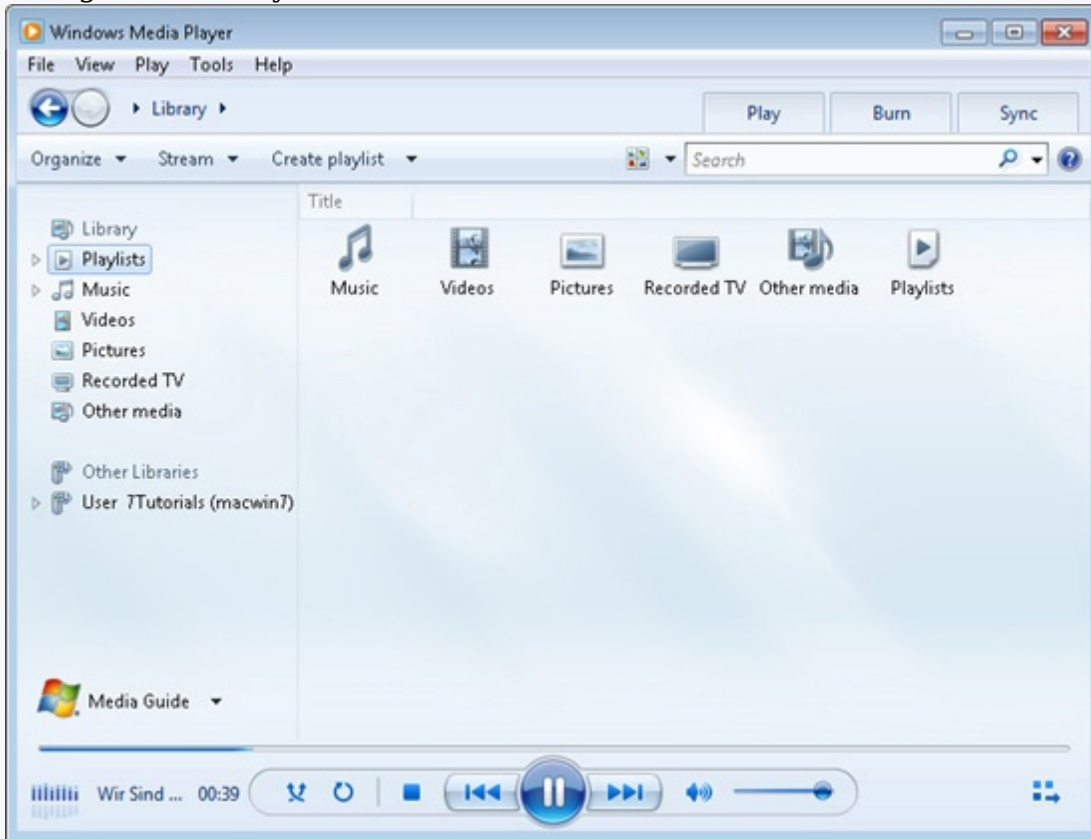 Windows Media Player
File View Play Tools Help
Library
Play Burn Sync
Organize Stream Create playlist
Search
Title
Library
Playlists
Music
Videos
Pictures
Recorded TV
Other media
Other Libraries
User 7Tutorials (macwin7)
Music Videos Pictures Recorded TV Other media Playlists
Media Guide
Wir Sind ... 00:39